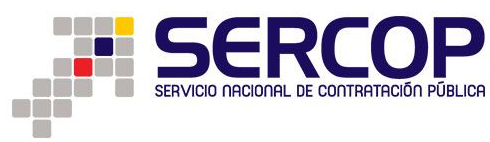 SERCOP
SERVICIO NACIONAL DE CONTRATACIÓN PÚBLICA